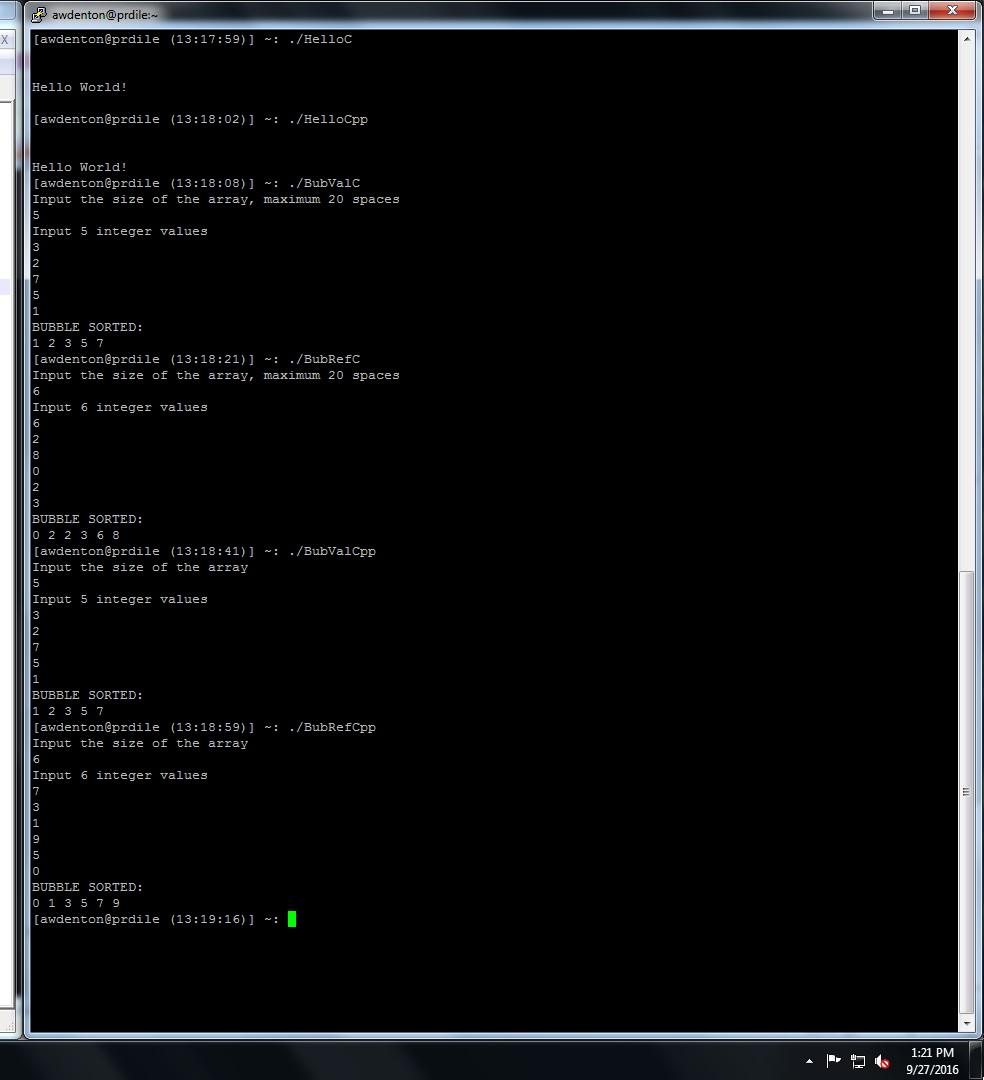 awdenton@prdile:~
[awdenton@prdile (13:17:59)] ~: ./HelloC
Hello World!
[awdenton@prdile (13:18:02)] ~: ./HelloCpp
Hello World!
[awdenton@prdile (13:18:08)] ~: ./BubValC
Input the size of the array, maximum 20 spaces
5
Input 5 integer values
3
2
7
5
1
BUBBLE SORTED:
1 2 3 5 7
[awdenton@prdile (13:18:21)] ~: ./BubRefC
Input the size of the array, maximum 20 spaces
6
Input 6 integer values
6
2
8
0
2
3
BUBBLE SORTED:
0 2 2 3 6 8
[awdenton@prdile (13:18:41)] ~: ./BubValCpp
Input the size of the array
5
Input 5 integer values
3
2
7
5
1
BUBBLE SORTED:
1 2 3 5 7
[awdenton@prdile (13:18:59)] ~: ./BubRefCpp
Input the size of the array
6
Input 6 integer values
7
3
1
9
5
0
BUBBLE SORTED:
0 1 3 5 7 9
[awdenton@prdile (13:19:16)] ~:
1:21 PM
9/27/2016